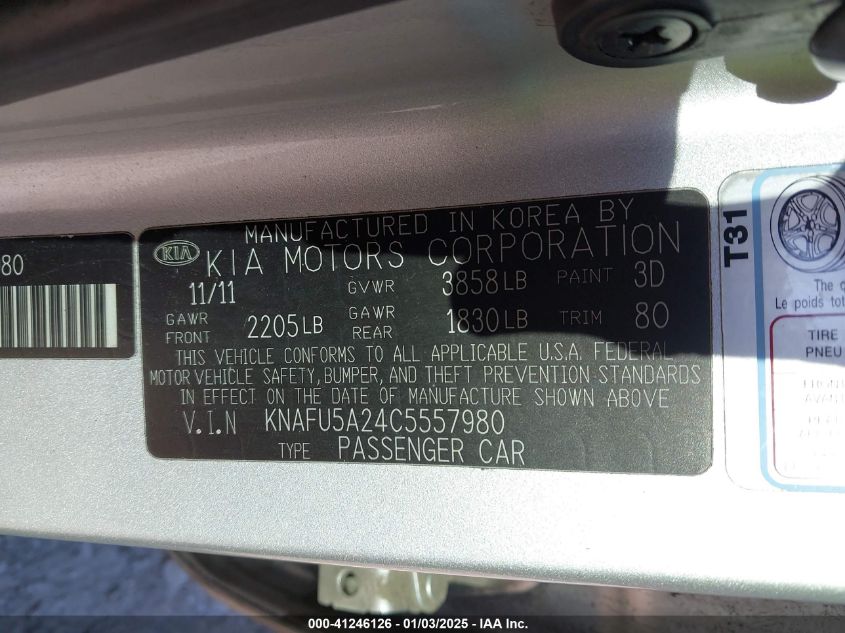 80
KIA
MANUFACTURED IN KOREA BY
KIA MOTORS CORPORATION
11/11 GVWR 3858LB PAINT 3D
GAWR FRONT 2205LB GAWR REAR 1830LB TRIM 80
THIS VEHICLE CONFORMS TO ALL APPLICABLE U.S.A. FEDERAL
MOTOR VEHICLE SAFETY, BUMPER, AND THEFT PREVENTION STANDARDS
IN EFFECT ON THE DATE OF MANUFACTURE SHOWN ABOVE
V.I.N KNAFU5A24C5557980
TYPE PASSENGER CAR
T31
The
Le poids tot
TIRE
PNEU
000-41246126 - 01/03/2025 - IAA Inc.